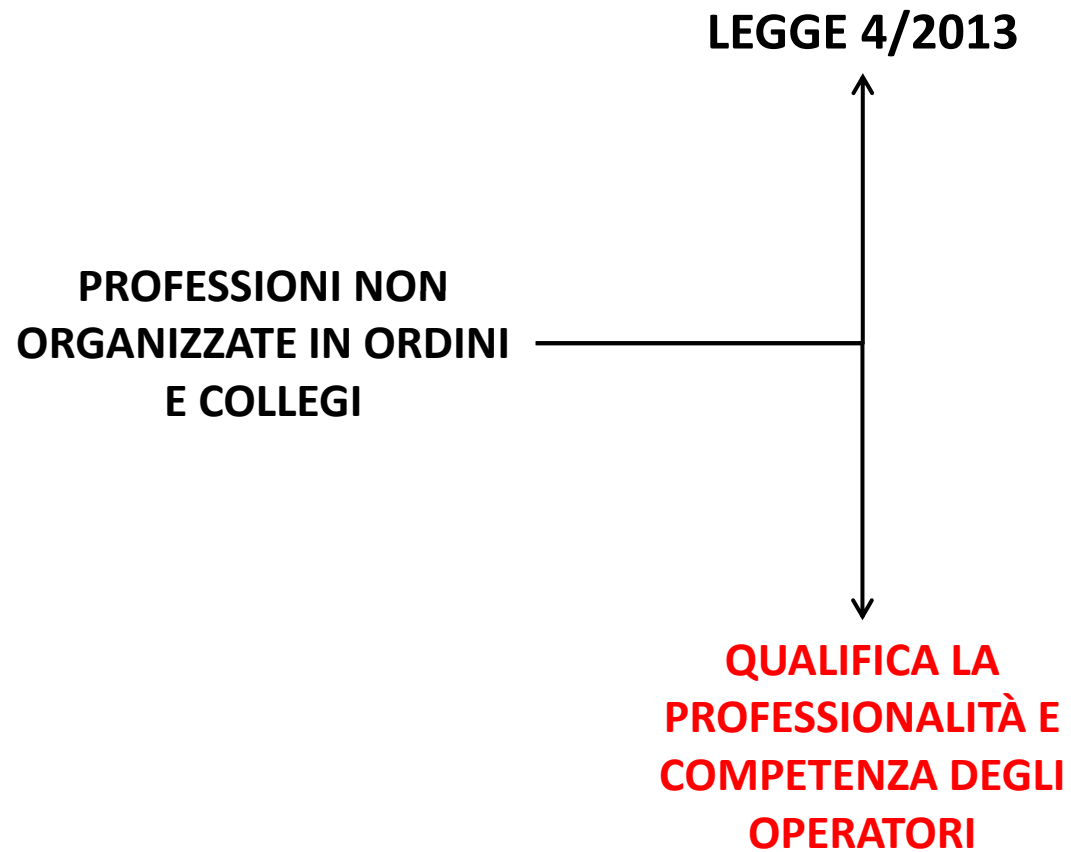 LEGGE 4/2013
PROFESSIONI NON
ORGANIZZATE IN ORDINI
E COLLEGI
QUALIFICA LA
PROFESSIONALITÀ E
COMPETENZA DEGLI
OPERATORI